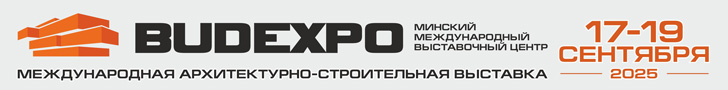 BUDEXPO
МИНСКИЙ
МЕЖДУНАРОДНЫЙ
ВЫСТАВОЧНЫЙ ЦЕНТР
МЕЖДУНАРОДНАЯ АРХИТЕКТУРНО-СТРОИТЕЛЬНАЯ ВЫСТАВКА
17-19
СЕНТЯБРЯ
2025